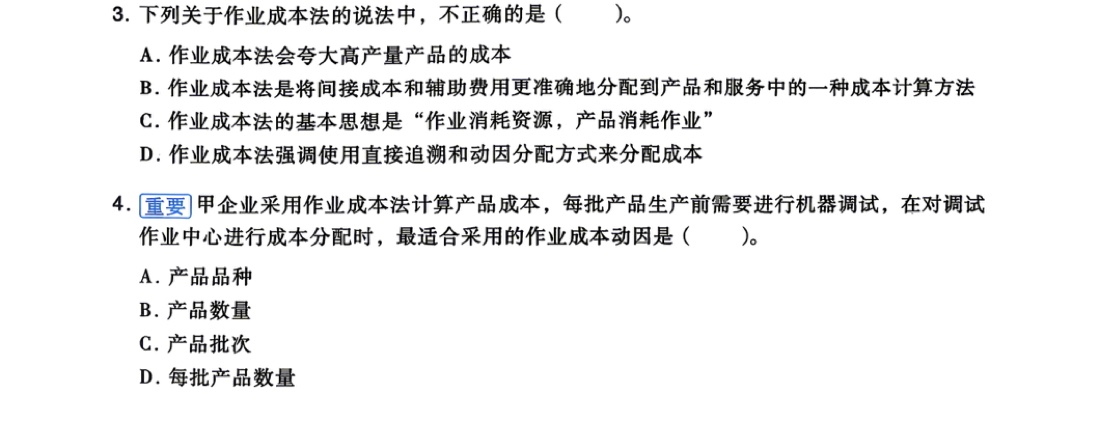 3. 下列关于作业成本法的说法中，不正确的是（　　）。
A. 作业成本法会夸大高产量产品的成本
B. 作业成本法是将间接成本和辅助费用更准确地分配到产品和服务中的一种成本计算方法
C. 作业成本法的基本思想是“作业消耗资源，产品消耗作业”
D. 作业成本法强调使用直接追溯和动因分配方式来分配成本
4. 重要 甲企业采用作业成本法计算产品成本，每批产品生产前需要进行机器调试，在对调试
作业中心进行成本分配时，最适合采用的作业成本动因是（　　）。
A. 产品品种
B. 产品数量
C. 产品批次
D. 每批产品数量